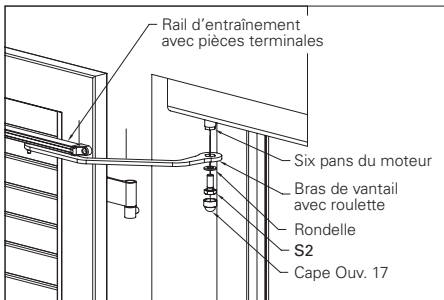 Rail d’entraînement
avec pièces terminales
Six pans du moteur
Bras de vantail
avec roulette
Rondelle
S2
Cape Ouv. 17